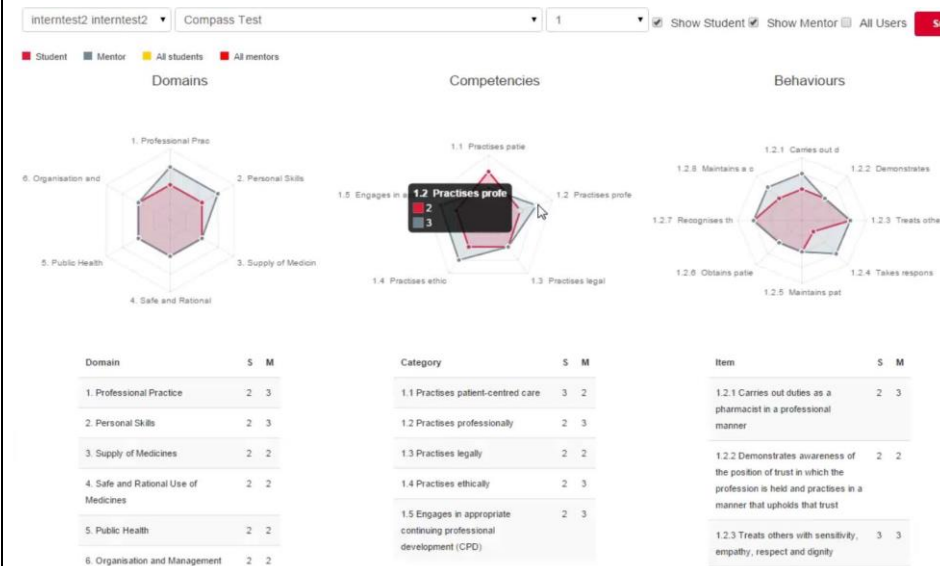 interntest2 interntest2
Compass Test
1
Show Student
Show Mentor
All Users
Student
Mentor
All students
All mentors
Domains
1. Professional Prac
2. Personal Skills
3. Supply of Medicin
4. Safe and Rational
5. Public Health
6. Organisation and
Competencies
1.1 Practises patie
1.2 Practises profe
1.3 Practises legal
1.4 Practises ethic
1.5 Engages in a
1.2 Practises profe
2
3
Behaviours
1.2.1 Carries out d
1.2.2 Demonstrates
1.2.3 Treats othe
1.2.4 Takes respons
1.2.5 Maintains pat
1.2.6 Obtains patie
1.2.7 Recognises th
1.2.8 Maintains a c
Domain S M
1. Professional Practice 2 3
2. Personal Skills 2 3
3. Supply of Medicines 2 2
4. Safe and Rational Use of 2 2
Medicines
5. Public Health 2 2
6. Organisation and Management 2 2
Category S M
1.1 Practises patient-centred care 3 2
1.2 Practises professionally 2 3
1.3 Practises legally 2 2
1.4 Practises ethically 2 3
1.5 Engages in appropriate 2 3
continuing professional
development (CPD)
Item S M
1.2.1 Carries out duties as a 2 3
pharmacist in a professional
manner
1.2.2 Demonstrates awareness of 2 2
the position of trust in which the
profession is held and practises in a
manner that upholds that trust
1.2.3 Treats others with sensitivity, 3 3
empathy, respect and dignity